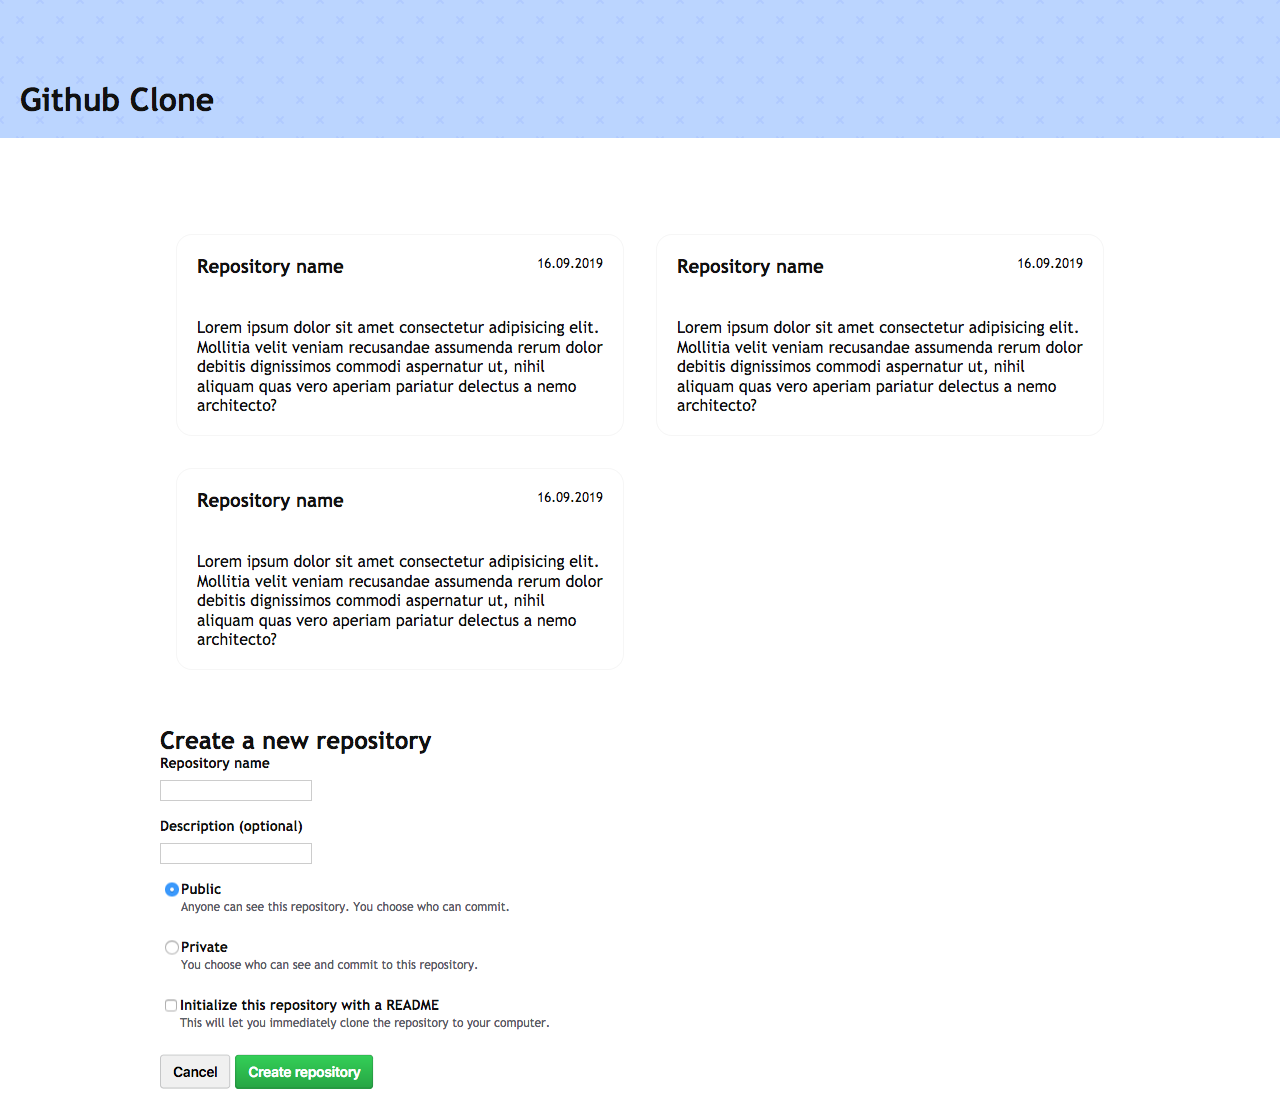 Github Clone
Repository name
16.09.2019
Lorem ipsum dolor sit amet consectetur adipisicing elit.
Mollitia velit veniam recusandae assumenda rerum dolor
debitis dignissimos commodi aspernatur ut, nihil
aliquam quas vero aperiam pariatur delectus a nemo
architecto?
Repository name
16.09.2019
Lorem ipsum dolor sit amet consectetur adipisicing elit.
Mollitia velit veniam recusandae assumenda rerum dolor
debitis dignissimos commodi aspernatur ut, nihil
aliquam quas vero aperiam pariatur delectus a nemo
architecto?
Repository name
16.09.2019
Lorem ipsum dolor sit amet consectetur adipisicing elit.
Mollitia velit veniam recusandae assumenda rerum dolor
debitis dignissimos commodi aspernatur ut, nihil
aliquam quas vero aperiam pariatur delectus a nemo
architecto?
Create a new repository
Repository name
Description (optional)
Public
Anyone can see this repository. You choose who can commit.
Private
You choose who can see and commit to this repository.
Initialize this repository with a README
This will let you immediately clone the repository to your computer.
Cancel
Create repository